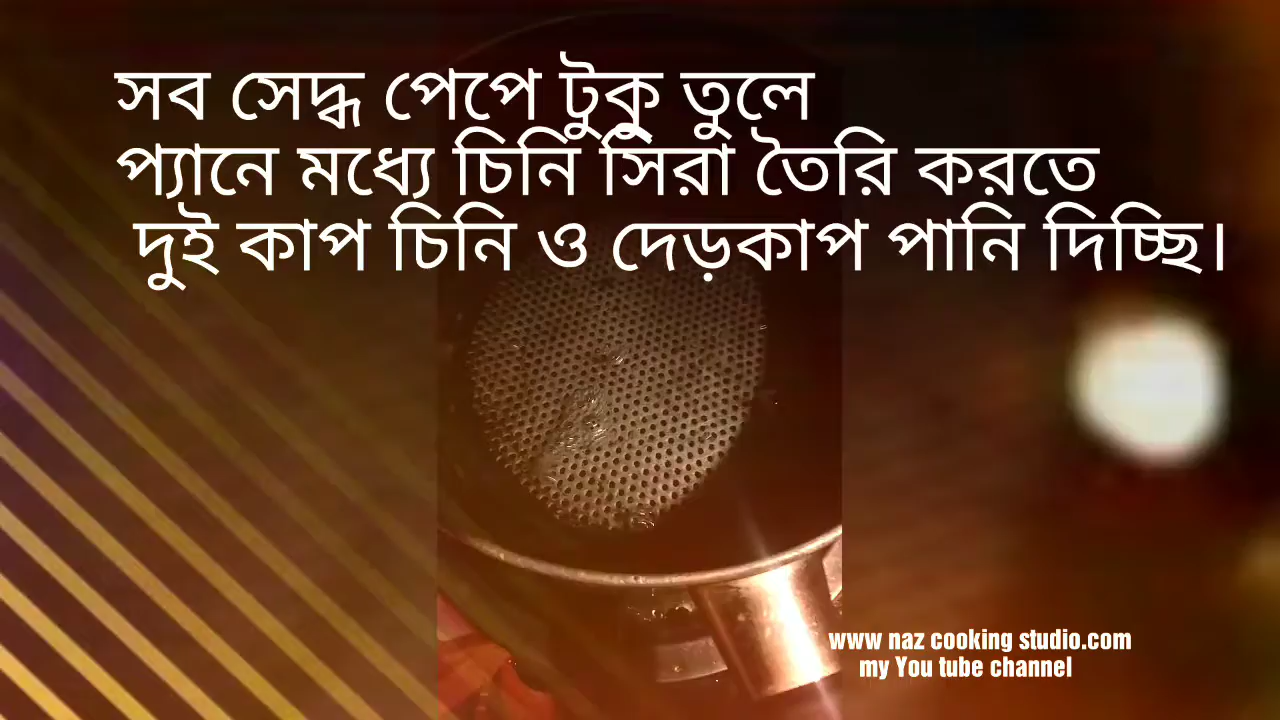 সব সেদ্ধ পেপে টুকু তুলে
প্যানে মধ্যে চিনি সিরা তৈরি করতে
দুই কাপ চিনি ও দেড়কাপ পানি দিচ্ছি।
www naz cooking studio.com
my You tube channel